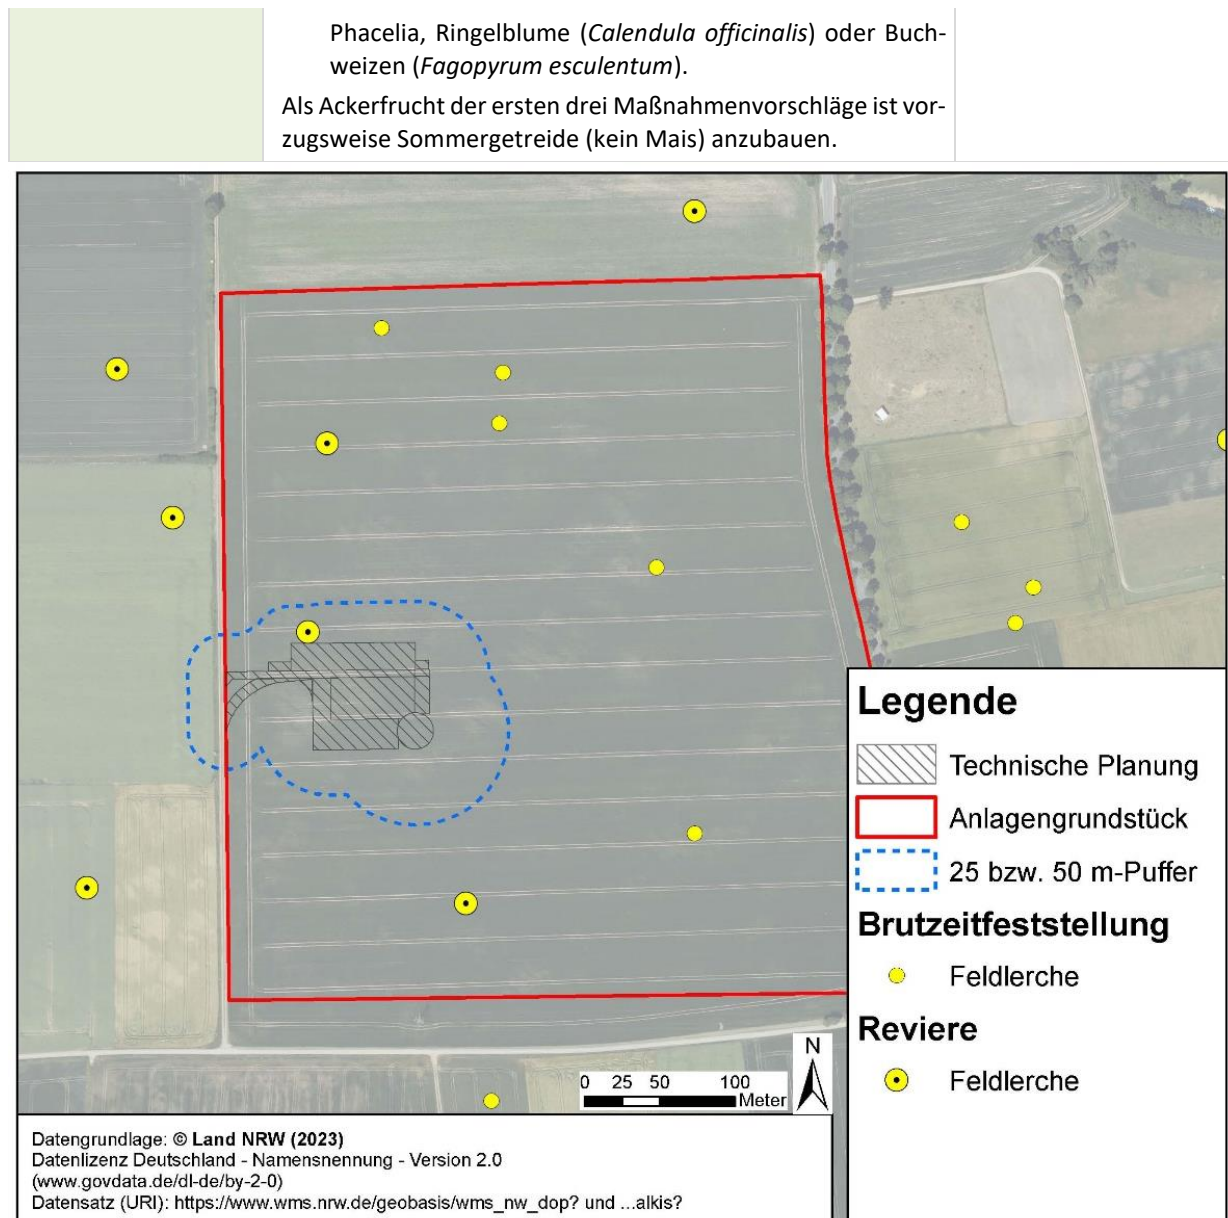 Phacelia, Ringelblume (Calendula officinalis) oder Buch-
weizen (Fagopyrum esculentum).
Als Ackerfrucht der ersten drei Maßnahmenvorschläge ist vor-
zugsweise Sommergetreide (kein Mais) anzubauen.
Legende
Technische Planung
Anlagengrundstück
25 bzw. 50 m-Puffer
Brutzeitfeststellung
Feldlerche
Reviere
Feldlerche
N
0 25 50 100
Meter
Datengrundlage: © Land NRW (2023)
Datenlizenz Deutschland - Namensnennung - Version 2.0
(www.govdata.de/dl-de/by-2-0)
Datensatz (URI): https://www.wms.nrw.de/geobasis/wms_nw_dop? und ...alkis?